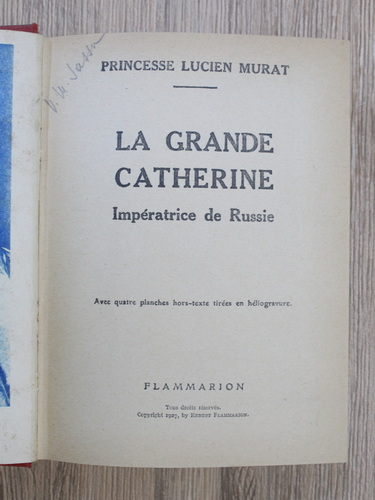 PRINCESSE LUCIEN MURAT
LA GRANDE
CATHERINE
Impératrice de Russie
Avec quatre planches hors-texte tirées en héliogravure.
FLAMMARION
Tous droits réservés.
Copyright 1927, by ERNEST FLAMMARION.